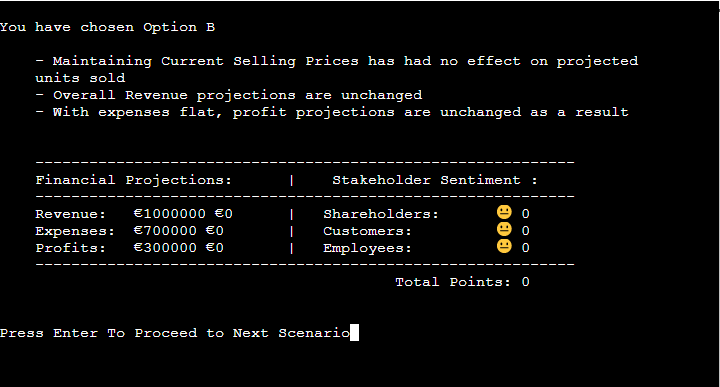 You have chosen Option B
- Maintaining Current Selling Prices has had no effect on projected
units sold
- Overall Revenue projections are unchanged
- With expenses flat, profit projections are unchanged as a result
------------------------------------------------------------
Financial Projections: | Stakeholder Sentiment :
------------------------------------------------------------
Revenue: €1000000 €0 | Shareholders: 😐 0
Expenses: €700000 €0 | Customers: 😐 0
Profits: €300000 €0 | Employees: 😐 0
------------------------------------------------------------
Total Points: 0
Press Enter To Proceed to Next Scenario